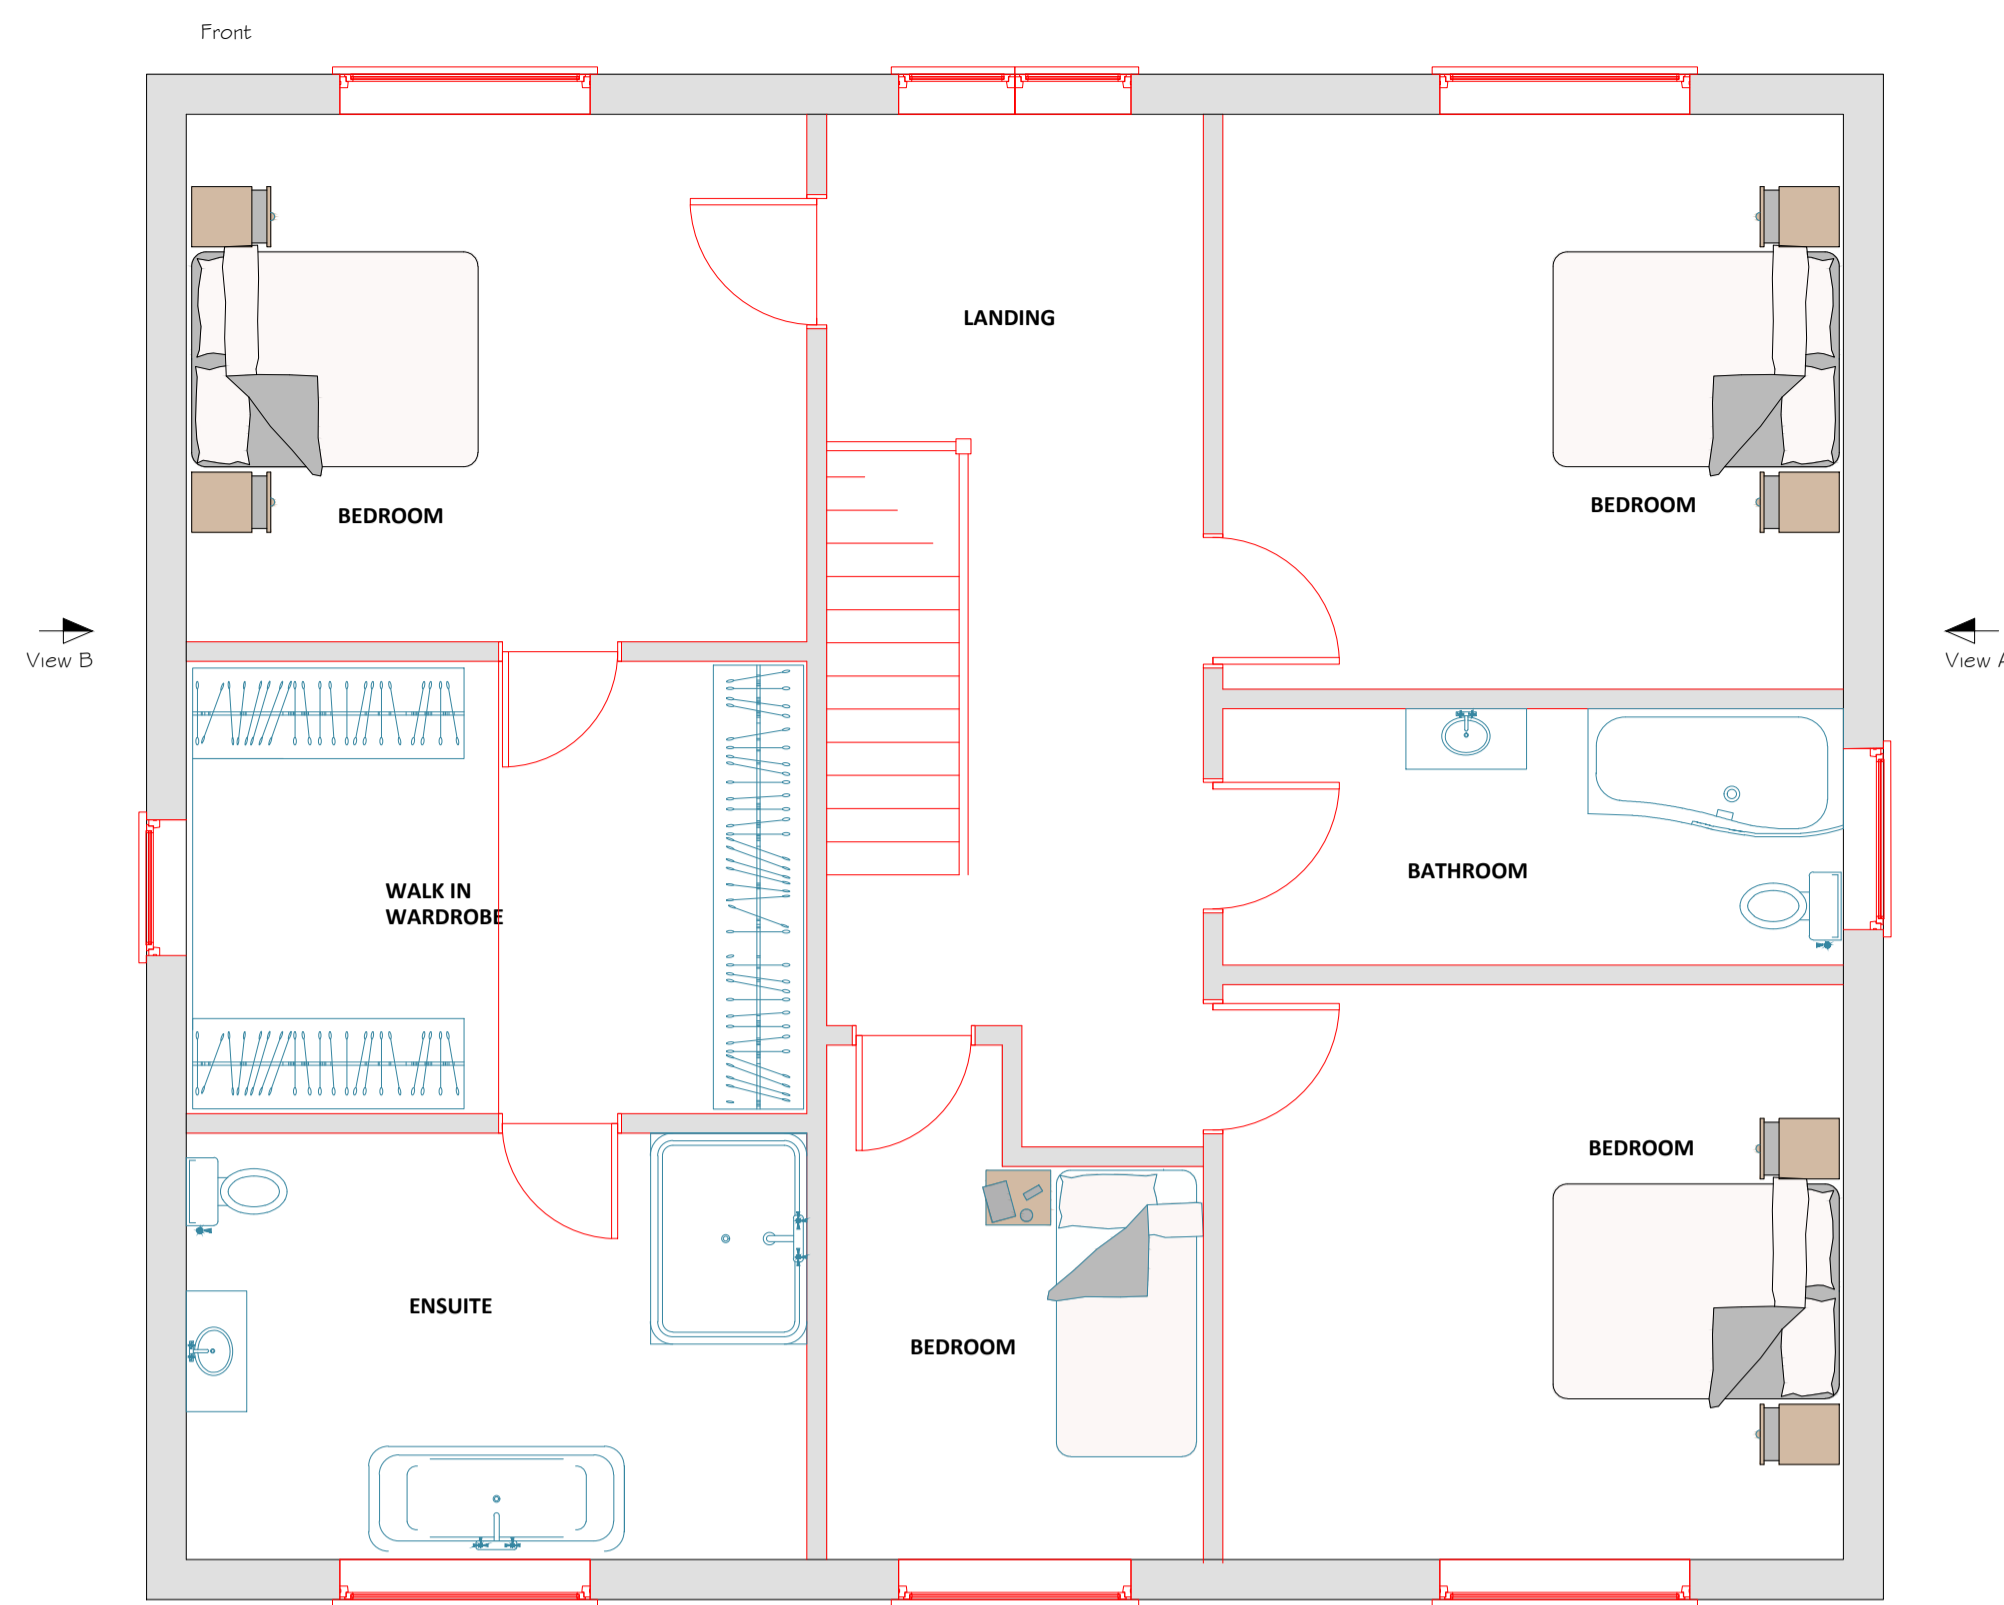 Front
LANDING
BEDROOM
BEDROOM
View B
View A
WALK IN
WARDROBE
BATHROOM
BEDROOM
ENSUITE
BEDROOM